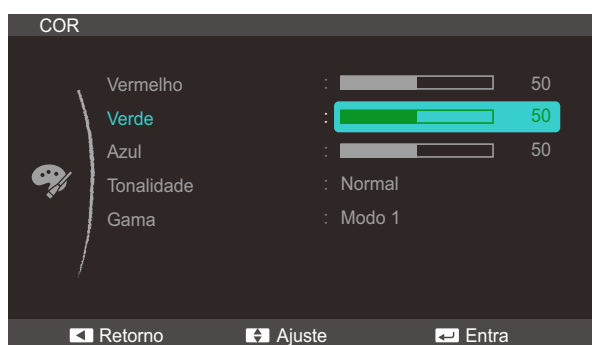 COR
Vermelho : 50
Verde : 50
Azul : 50
Tonalidade : Normal
Gama : Modo 1
Retorno Ajuste Entra